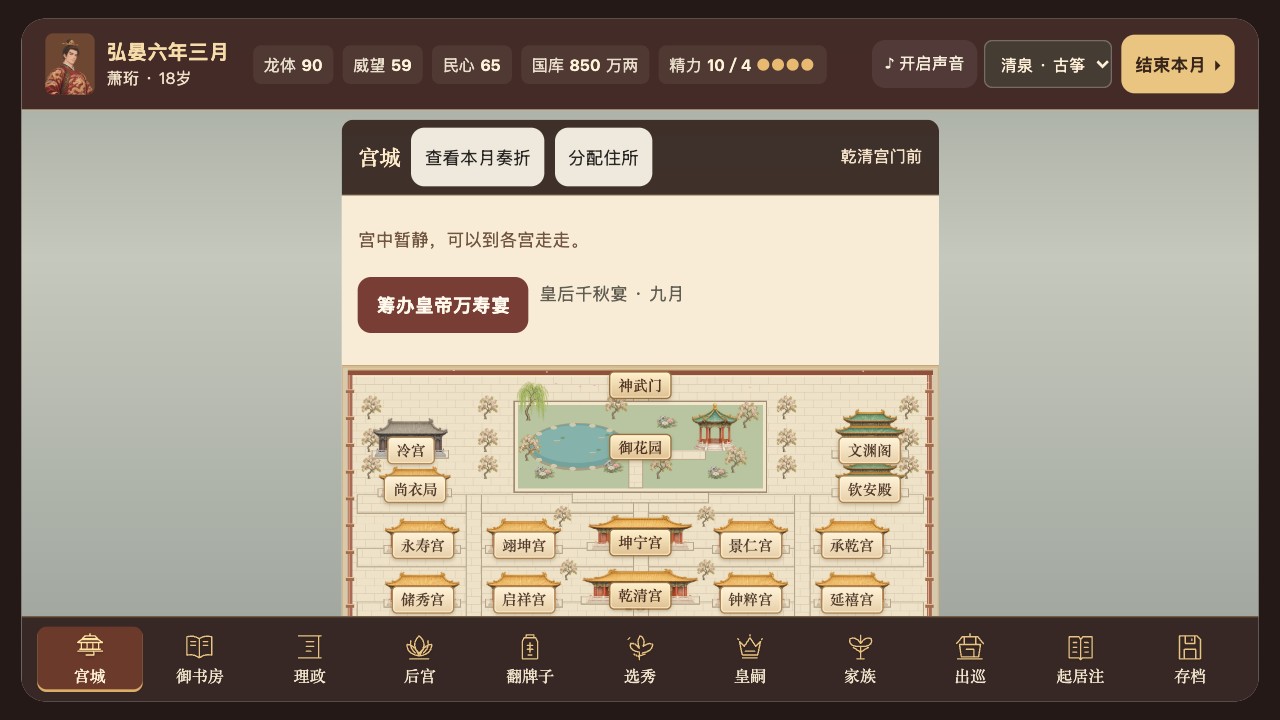 弘晏六年三月
萧珩 · 18岁
龙体 90
威望 59
民心 65
国库 850 万两
精力 10 / 4
♪ 开启声音
清泉 · 古筝
结束本月
宫城
查看本月奏折
分配住所
乾清宫门前
宫中暂静，可以到各宫走走。
筹办皇帝万寿宴
皇后千秋宴 · 九月
神武门
冷宫
御花园
文渊阁
尚衣局
钦安殿
永寿宫
翊坤宫
坤宁宫
景仁宫
承乾宫
储秀宫
启祥宫
乾清宫
钟粹宫
延禧宫
宫城
御书房
理政
后宫
翻牌子
选秀
皇嗣
家族
出巡
起居注
存档